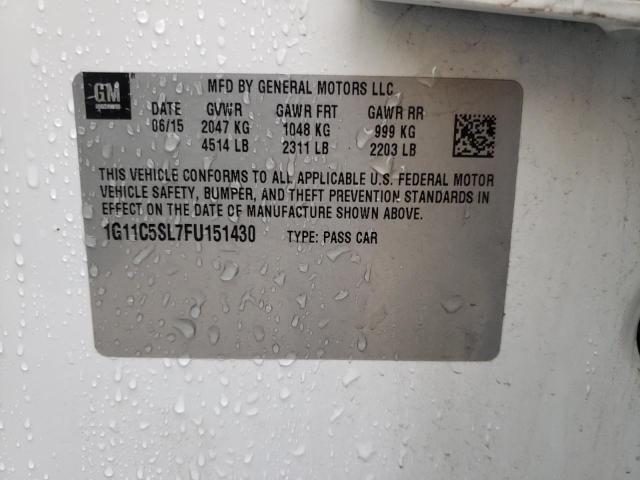 GM
MFD BY GENERAL MOTORS LLC
DATE GVWR GAWR FRT GAWR RR
06/15 2047 KG 1048 KG 999 KG
4514 LB 2311 LB 2203 LB
THIS VEHICLE CONFORMS TO ALL APPLICABLE U.S. FEDERAL MOTOR
VEHICLE SAFETY, BUMPER, AND THEFT PREVENTION STANDARDS IN
EFFECT ON THE DATE OF MANUFACTURE SHOWN ABOVE.
1G11C5SL7FU151430 TYPE: PASS CAR